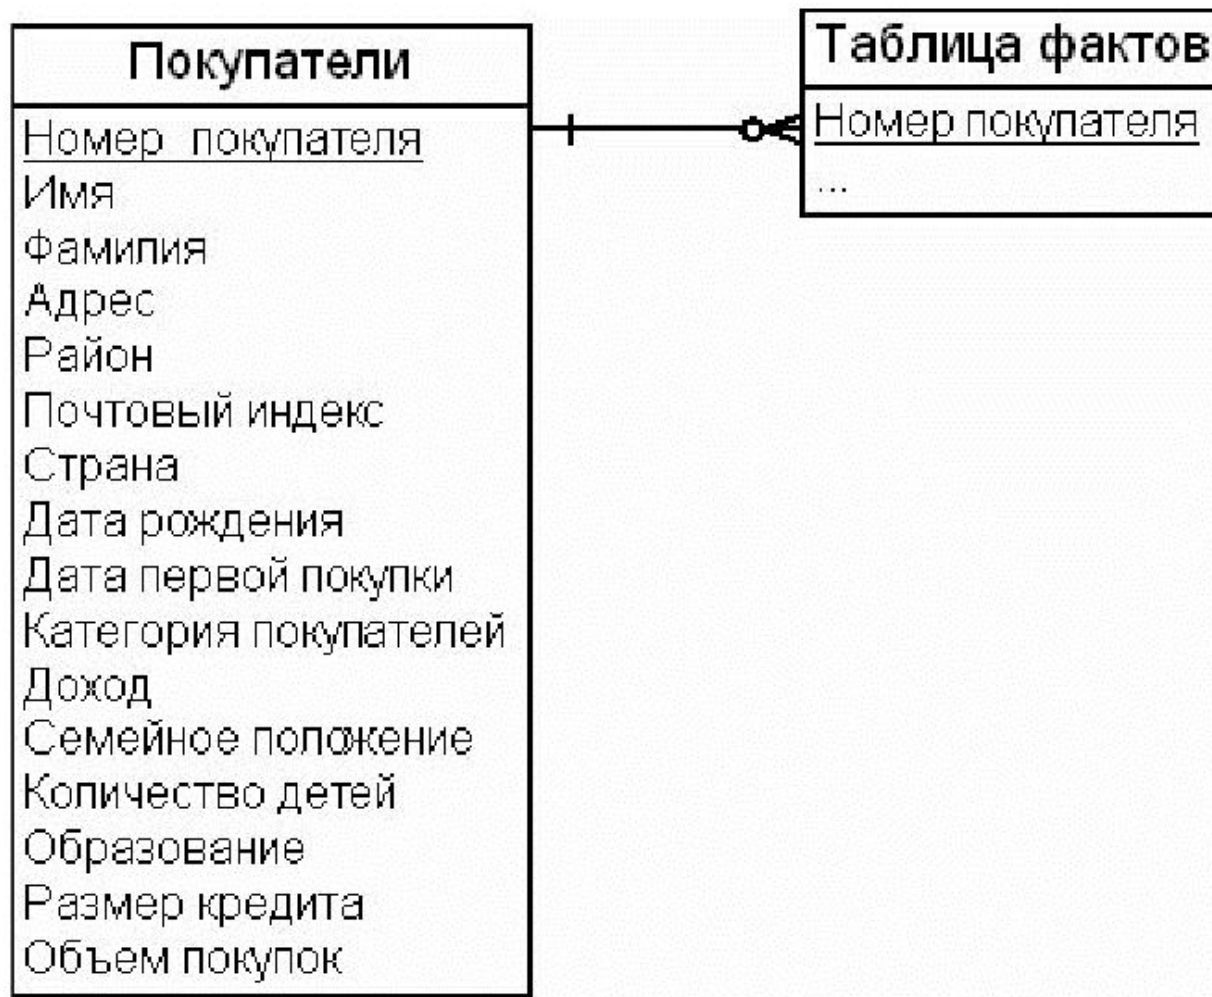 Покупатели
Номер покупателя
Имя
Фамилия
Адрес
Район
Почтовый индекс
Страна
Дата рождения
Дата первой покупки
Категория покупателей
Доход
Семейное положение
Количество детей
Образование
Размер кредита
Объем покупок
Таблица фактов
Номер покупателя
...